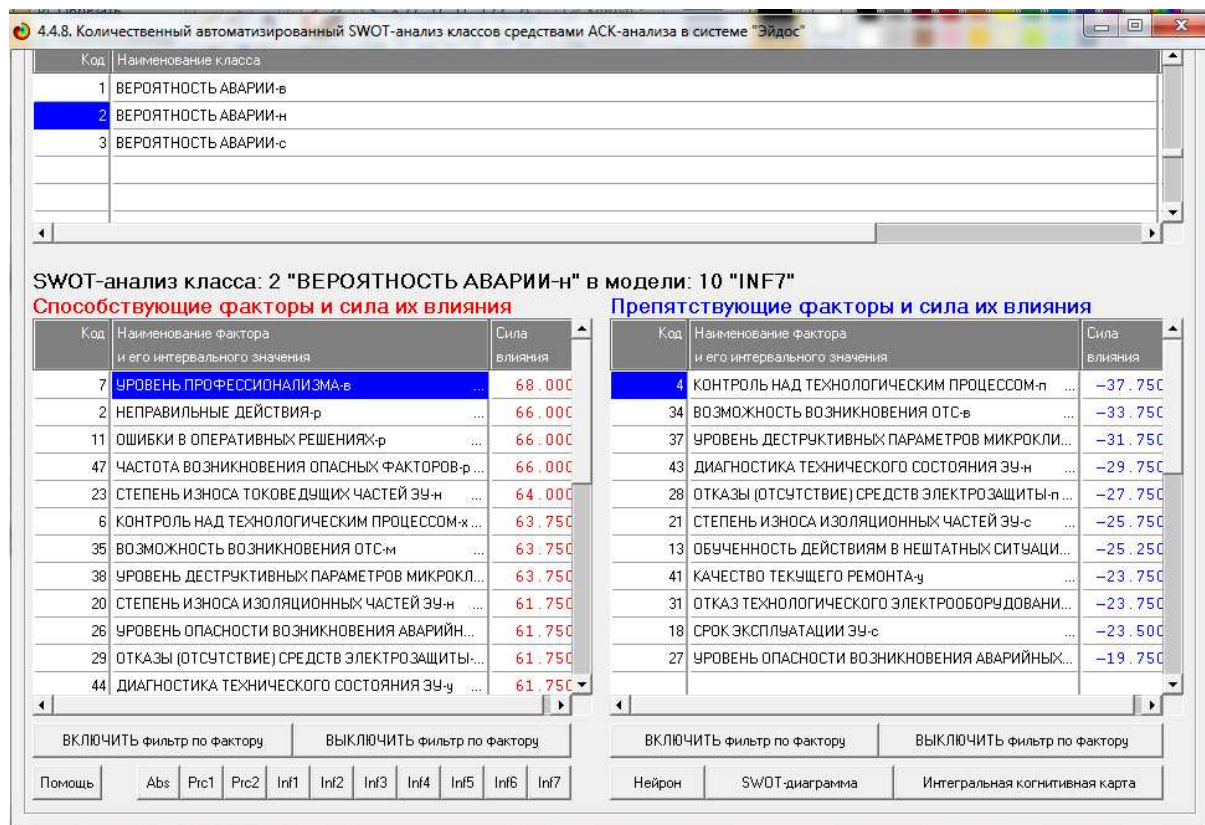 4.4.8. Количественный автоматизированный SWOT-анализ классов средствами АСК-анализа в системе "Эйдос"
Код Наименование класса
1 ВЕРОЯТНОСТЬ АВАРИИ-в
2 ВЕРОЯТНОСТЬ АВАРИИ-н
3 ВЕРОЯТНОСТЬ АВАРИИ-с
SWOT-анализ класса: 2 "ВЕРОЯТНОСТЬ АВАРИИ-н" в модели: 10 "INF7"
Способствующие факторы и сила их влияния
Код Наименование фактора Сила
и его интервального значения влияния
7 УРОВЕНЬ ПРОФЕССИОНАЛИЗМА-в ... 68.000
2 НЕПРАВИЛЬНЫЕ ДЕЙСТВИЯ-р ... 66.000
11 ОШИБКИ В ОПЕРАТИВНЫХ РЕШЕНИЯХ-р ... 66.000
47 ЧАСТОТА ВОЗНИКНОВЕНИЯ ОПАСНЫХ ФАКТОРОВ-р ... 66.000
23 СТЕПЕНЬ ИЗНОСА ТОКОВЕДУЩИХ ЧАСТЕЙ ЭУ-н ... 64.000
6 КОНТРОЛЬ НАД ТЕХНОЛОГИЧЕСКИМ ПРОЦЕССОМ-х ... 63.750
35 ВОЗМОЖНОСТЬ ВОЗНИКНОВЕНИЯ ОТС-м ... 63.750
38 УРОВЕНЬ ДЕСТРУКТИВНЫХ ПАРАМЕТРОВ МИКРОКЛ... 63.750
20 СТЕПЕНЬ ИЗНОСА ИЗОЛЯЦИОННЫХ ЧАСТЕЙ ЭУ-н ... 61.750
26 УРОВЕНЬ ОПАСНОСТИ ВОЗНИКНОВЕНИЯ АВАРИЙН... 61.750
29 ОТКАЗЫ (ОТСУТСТВИЕ) СРЕДСТВ ЭЛЕКТРОЗАЩИТЫ-... 61.750
44 ДИАГНОСТИКА ТЕХНИЧЕСКОГО СОСТОЯНИЯ ЭУ-у ... 61.750
Препятствующие факторы и сила их влияния
Код Наименование фактора Сила
и его интервального значения влияния
4 КОНТРОЛЬ НАД ТЕХНОЛОГИЧЕСКИМ ПРОЦЕССОМ-п ... -37.750
34 ВОЗМОЖНОСТЬ ВОЗНИКНОВЕНИЯ ОТС-в ... -33.750
37 УРОВЕНЬ ДЕСТРУКТИВНЫХ ПАРАМЕТРОВ МИКРОКЛИ... -31.750
43 ДИАГНОСТИКА ТЕХНИЧЕСКОГО СОСТОЯНИЯ ЭУ-н ... -29.750
28 ОТКАЗЫ (ОТСУТСТВИЕ) СРЕДСТВ ЭЛЕКТРОЗАЩИТЫ-п ... -27.750
21 СТЕПЕНЬ ИЗНОСА ИЗОЛЯЦИОННЫХ ЧАСТЕЙ ЭУ-с ... -25.750
13 ОБУЧЕННОСТЬ ДЕЙСТВИЯМ В НЕШТАТНЫХ СИТУАЦИ... -25.250
41 КАЧЕСТВО ТЕКУЩЕГО РЕМОНТА-у ... -23.750
31 ОТКАЗ ТЕХНОЛОГИЧЕСКОГО ЭЛЕКТРООБОРУДОВАНИ... -23.750
18 СРОК ЭКСПЛУАТАЦИИ ЭУ-с ... -23.500
27 УРОВЕНЬ ОПАСНОСТИ ВОЗНИКНОВЕНИЯ АВАРИЙНЫХ... -19.750
ВКЛЮЧИТЬ фильтр по фактору ВЫКЛЮЧИТЬ фильтр по фактору ВКЛЮЧИТЬ фильтр по фактору ВЫКЛЮЧИТЬ фильтр по фактору
Помощь Abs Prc1 Prc2 Inf1 Inf2 Inf3 Inf4 Inf5 Inf6 Inf7 Нейрон SWOT-диаграмма Интегральная когнитивная карта